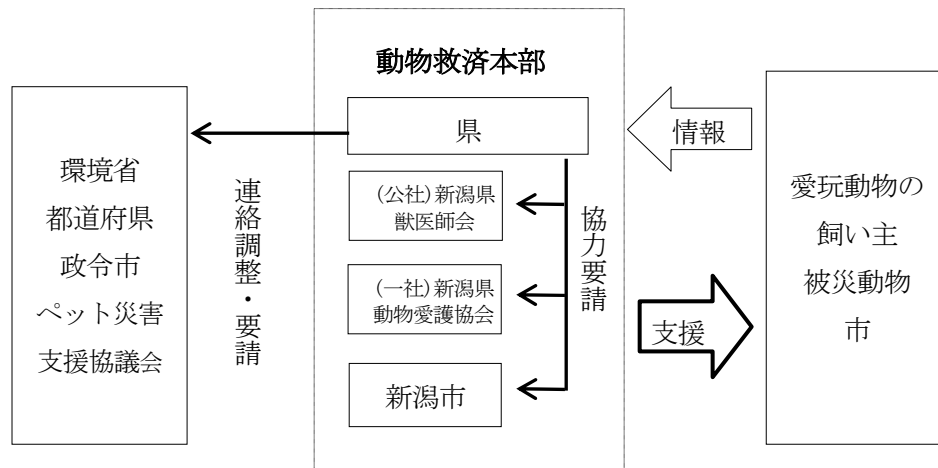 動物救済本部
県
(公社)新潟県
獣医師会
(一社)新潟県
動物愛護協会
新潟市
協力要請
連絡調整・要請
環境省
都道府県
政令市
ペット災害
支援協議会
情報
支援
愛玩動物の
飼い主
被災動物
市